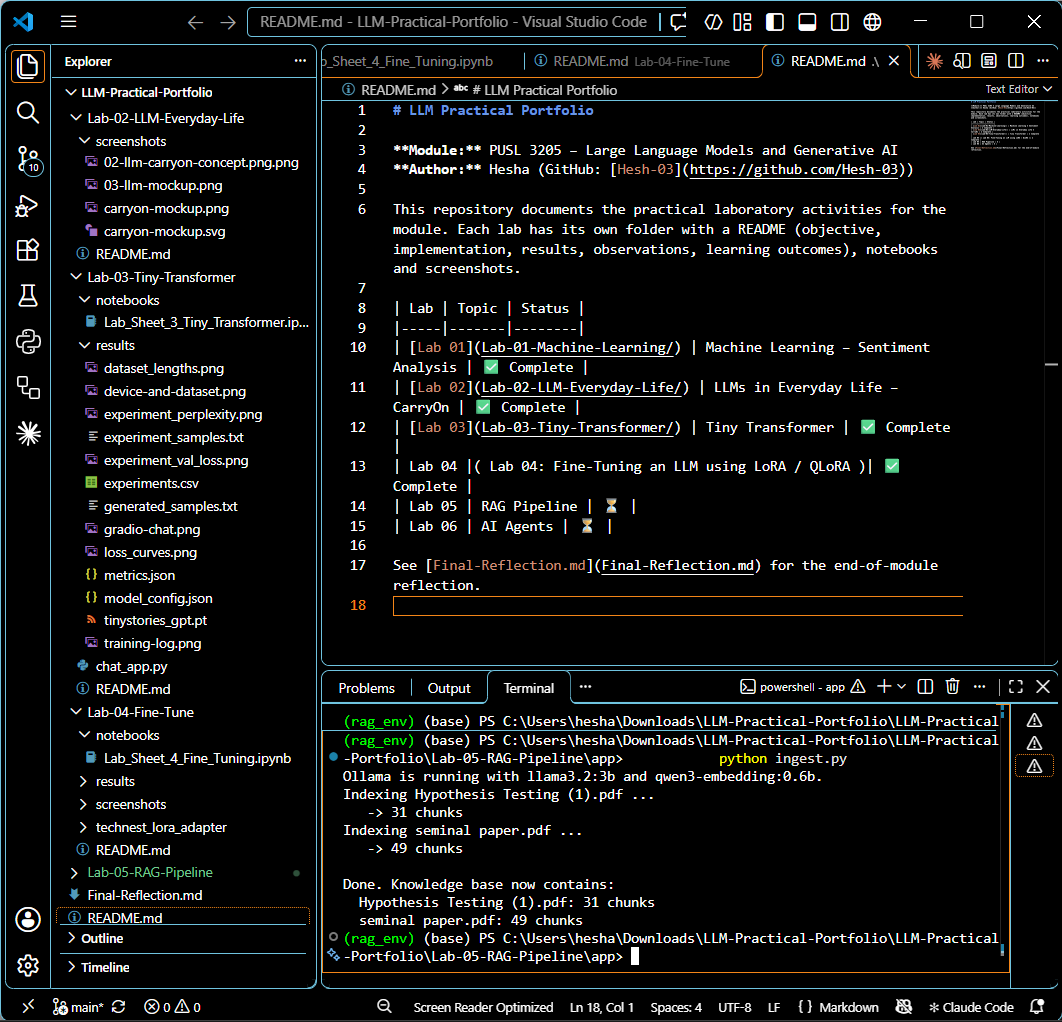 README.md - LLM-Practical-Portfolio - Visual Studio Code
Explorer
LLM-Practical-Portfolio
Lab-02-LLM-Everyday-Life
screenshots
02-llm-carryon-concept.png.png
03-llm-mockup.png
carryon-mockup.png
carryon-mockup.svg
README.md
Lab-03-Tiny-Transformer
notebooks
Lab_Sheet_3_Tiny_Transformer.ip...
results
dataset_lengths.png
device-and-dataset.png
experiment_perplexity.png
experiment_samples.txt
experiment_val_loss.png
experiments.csv
generated_samples.txt
gradio-chat.png
loss_curves.png
metrics.json
model_config.json
tinystories_gpt.pt
training-log.png
chat_app.py
README.md
Lab-04-Fine-Tune
notebooks
Lab_Sheet_4_Fine_Tuning.ipynb
results
screenshots
technest_lora_adapter
README.md
Lab-05-RAG-Pipeline
Final-Reflection.md
README.md
Outline
Timeline
10
b_Sheet_4_Fine_Tuning.ipynb
README.md Lab-04-Fine-Tune
README.md .\
README.md > abc # LLM Practical Portfolio
Text Editor
1 # LLM Practical Portfolio
2
3 **Module:** PUSL 3205 – Large Language Models and Generative AI
4 **Author:** Hesha (GitHub: [Hesh-03](https://github.com/Hesh-03))
5
6 This repository documents the practical laboratory activities for the
module. Each lab has its own folder with a README (objective,
implementation, results, observations, learning outcomes), notebooks
and screenshots.
7
8 | Lab | Topic | Status |
9 |-----|-------|--------|
10 | [Lab 01](Lab-01-Machine-Learning/) | Machine Learning – Sentiment
Analysis | ✅ Complete |
11 | [Lab 02](Lab-02-LLM-Everyday-Life/) | LLMs in Everyday Life –
CarryOn | ✅ Complete |
12 | [Lab 03](Lab-03-Tiny-Transformer/) | Tiny Transformer | ✅ Complete
|
13 | Lab 04 |( Lab 04: Fine-Tuning an LLM using LoRA / QLoRA )| ✅
Complete |
14 | Lab 05 | RAG Pipeline | ⏳ |
15 | Lab 06 | AI Agents | ⏳ |
16
17 See [Final-Reflection.md](Final-Reflection.md) for the end-of-module
reflection.
18
Problems
Output
Terminal
powershell - app
(rag_env) (base) PS C:\Users\hesha\Downloads\LLM-Practical-Portfolio\LLM-Practical
(rag_env) (base) PS C:\Users\hesha\Downloads\LLM-Practical-Portfolio\LLM-Practical
-Portfolio\Lab-05-RAG-Pipeline\app> python ingest.py
Ollama is running with llama3.2:3b and qwen3-embedding:0.6b.
Indexing Hypothesis Testing (1).pdf ...
-> 31 chunks
Indexing seminal paper.pdf ...
-> 49 chunks
Done. Knowledge base now contains:
Hypothesis Testing (1).pdf: 31 chunks
seminal paper.pdf: 49 chunks
(rag_env) (base) PS C:\Users\hesha\Downloads\LLM-Practical-Portfolio\LLM-Practical
-Portfolio\Lab-05-RAG-Pipeline\app>
main*
0
0
Screen Reader Optimized
Ln 18, Col 1
Spaces: 4
UTF-8
LF
{ } Markdown
Claude Code